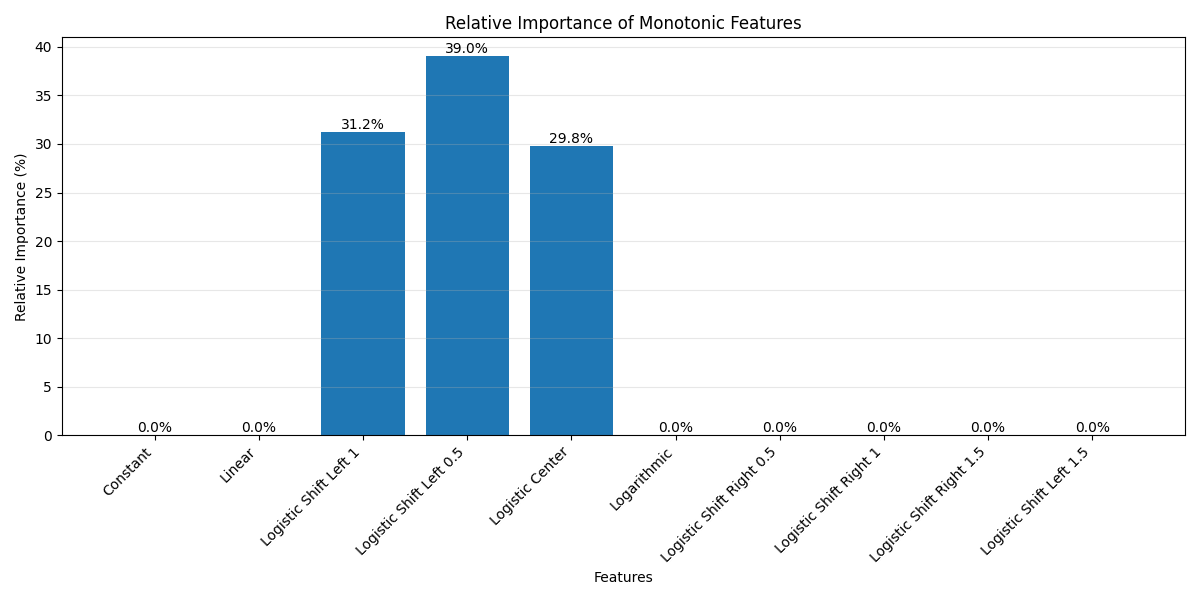 Relative Importance of Monotonic Features
Relative Importance (%)
40
35
30
25
20
15
10
5
0
0.0%
0.0%
31.2%
39.0%
29.8%
0.0%
0.0%
0.0%
0.0%
0.0%
Constant
Linear
Logistic Shift Left 1
Logistic Shift Left 0.5
Logistic Center
Logarithmic
Logistic Shift Right 0.5
Logistic Shift Right 1
Logistic Shift Right 1.5
Logistic Shift Left 1.5
Features